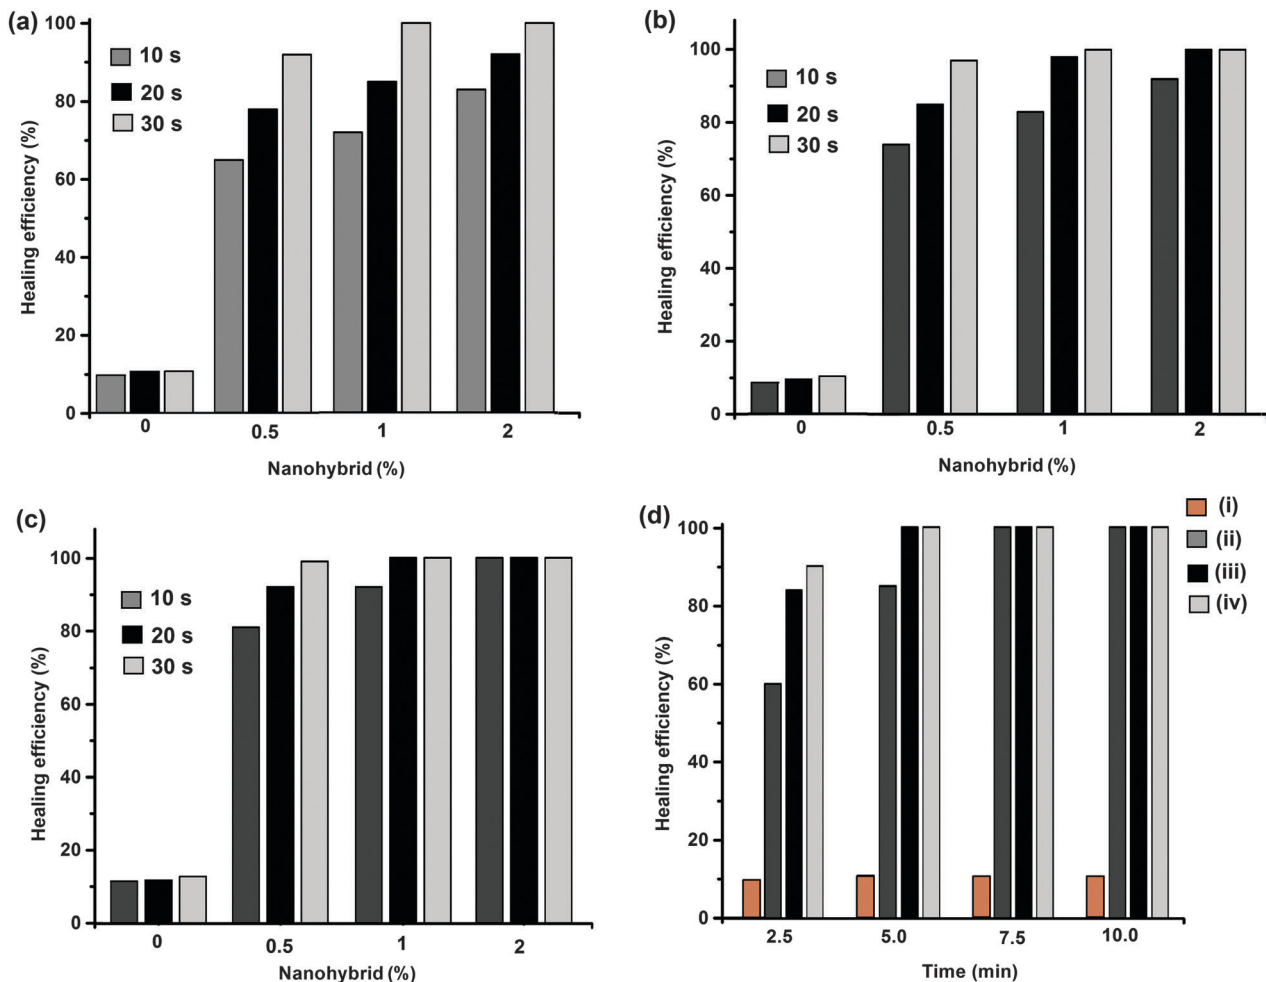 (a)
100
80
60
40
20
0
Healing efficiency (%)
10 s
20 s
30 s
0 0.5 1 2
Nanohybrid (%)
(b)
100
80
60
40
20
0
Healing efficiency (%)
10 s
20 s
30 s
0 0.5 1 2
Nanohybrid (%)
(c)
100
80
60
40
20
0
Healing efficiency (%)
10 s
20 s
30 s
0 0.5 1 2
Nanohybrid (%)
(d)
100
80
60
40
20
0
Healing efficiency (%)
(i)
(ii)
(iii)
(iv)
2.5 5.0 7.5 10.0
Time (min)